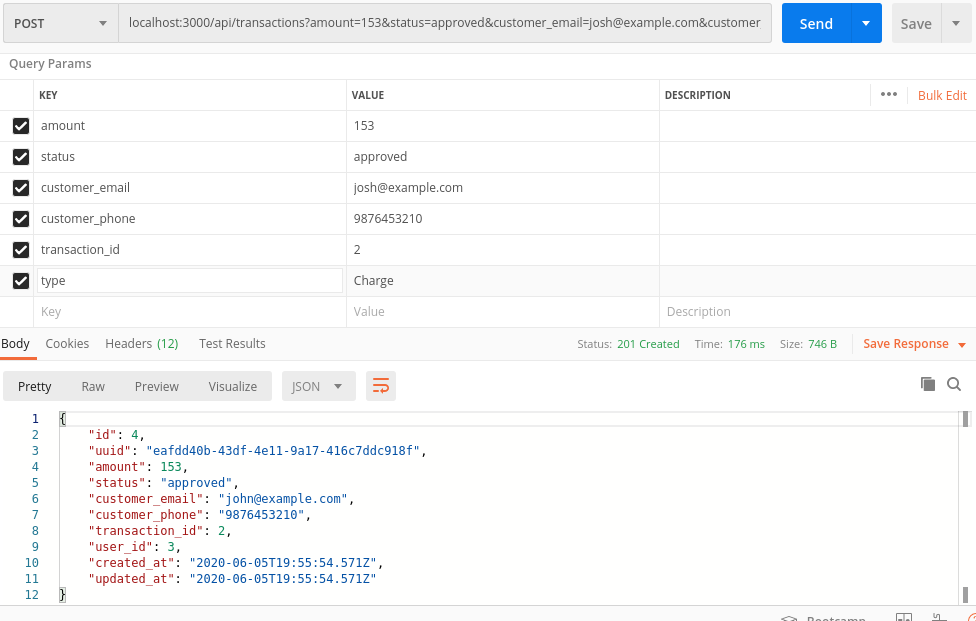 POST localhost:3000/api/transactions?amount=153&status=approved&customer_email=josh@example.com&customer_ Send Save
Query Params
KEY VALUE DESCRIPTION ••• Bulk Edit
amount 153
status approved
customer_email josh@example.com
customer_phone 9876453210
transaction_id 2
type Charge
Key Value Description
Body Cookies Headers (12) Test Results Status: 201 Created Time: 176 ms Size: 746 B Save Response
Pretty Raw Preview Visualize JSON
1 {
2 "id": 4,
3 "uuid": "eafdd40b-43df-4e11-9a17-416c7ddc918f",
4 "amount": 153,
5 "status": "approved",
6 "customer_email": "john@example.com",
7 "customer_phone": "9876453210",
8 "transaction_id": 2,
9 "user_id": 3,
10 "created_at": "2020-06-05T19:55:54.571Z",
11 "updated_at": "2020-06-05T19:55:54.571Z"
12 }
Bootcamp